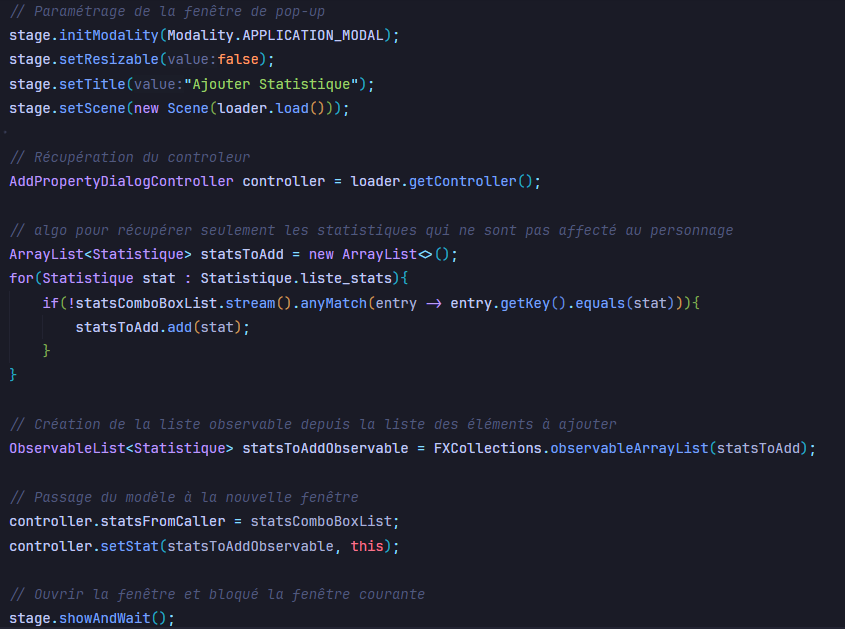 // Paramétrage de la fenêtre de pop-up
stage.initModality(Modality.APPLICATION_MODAL);
stage.setResizable(value:false);
stage.setTitle(value:"Ajouter Statistique");
stage.setScene(new Scene(loader.load()));
// Récupération du controleur
AddPropertyDialogController controller = loader.getController();
// algo pour récupérer seulement les statistiques qui ne sont pas affecté au personnage
ArrayList<Statistique> statsToAdd = new ArrayList<>();
for(Statistique stat : Statistique.liste_stats){
if(!statsComboBoxList.stream().anyMatch(entry -> entry.getKey().equals(stat))){
statsToAdd.add(stat);
}
}
// Création de la liste observable depuis la liste des éléments à ajouter
ObservableList<Statistique> statsToAddObservable = FXCollections.observableArrayList(statsToAdd);
// Passage du modèle à la nouvelle fenêtre
controller.statsFromCaller = statsComboBoxList;
controller.setStat(statsToAddObservable, this);
// Ouvrir la fenêtre et bloqué la fenêtre courante
stage.showAndWait();